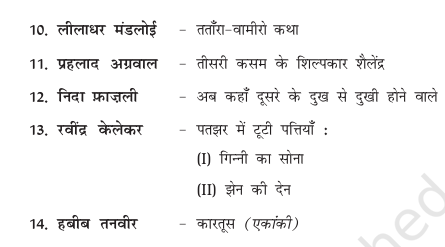 10. लीलाधर मंडलोई - तताँरा-वामीरो कथा
11. प्रहलाद अग्रवाल - तीसरी कसम के शिल्पकार शैलेंद्र
12. निदा फ़ाज़ली - अब कहाँ दूसरे के दुख से दुखी होने वाले
13. रवींद्र केलेकर - पतझर में टूटी पत्तियाँ :
(I) गिन्नी का सोना
(II) झेन की देन
14. हबीब तनवीर - कारतूस (एकांकी)
hed